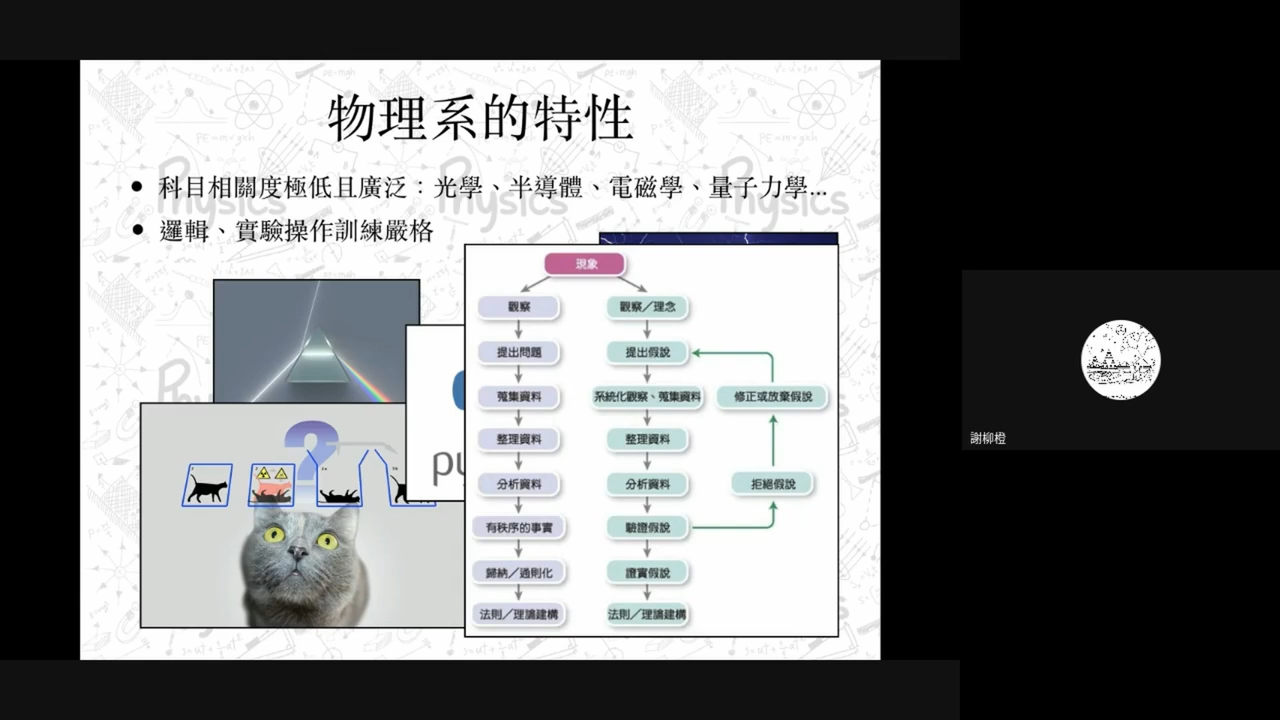 物理系的特性
科目相關度極低且廣泛：光學、半導體、電磁學、量子力學...
邏輯、實驗操作訓練嚴格
現象
觀察
提出問題
蒐集資料
整理資料
分析資料
有秩序的事實
歸納／通則化
法則／理論建構
觀察／理念
提出假說
系統化觀察、蒐集資料
整理資料
分析資料
驗證假說
證實假說
法則／理論建構
修正或放棄假說
拒絕假說
?
py
Physics
Physics
Physics
謝柳橙